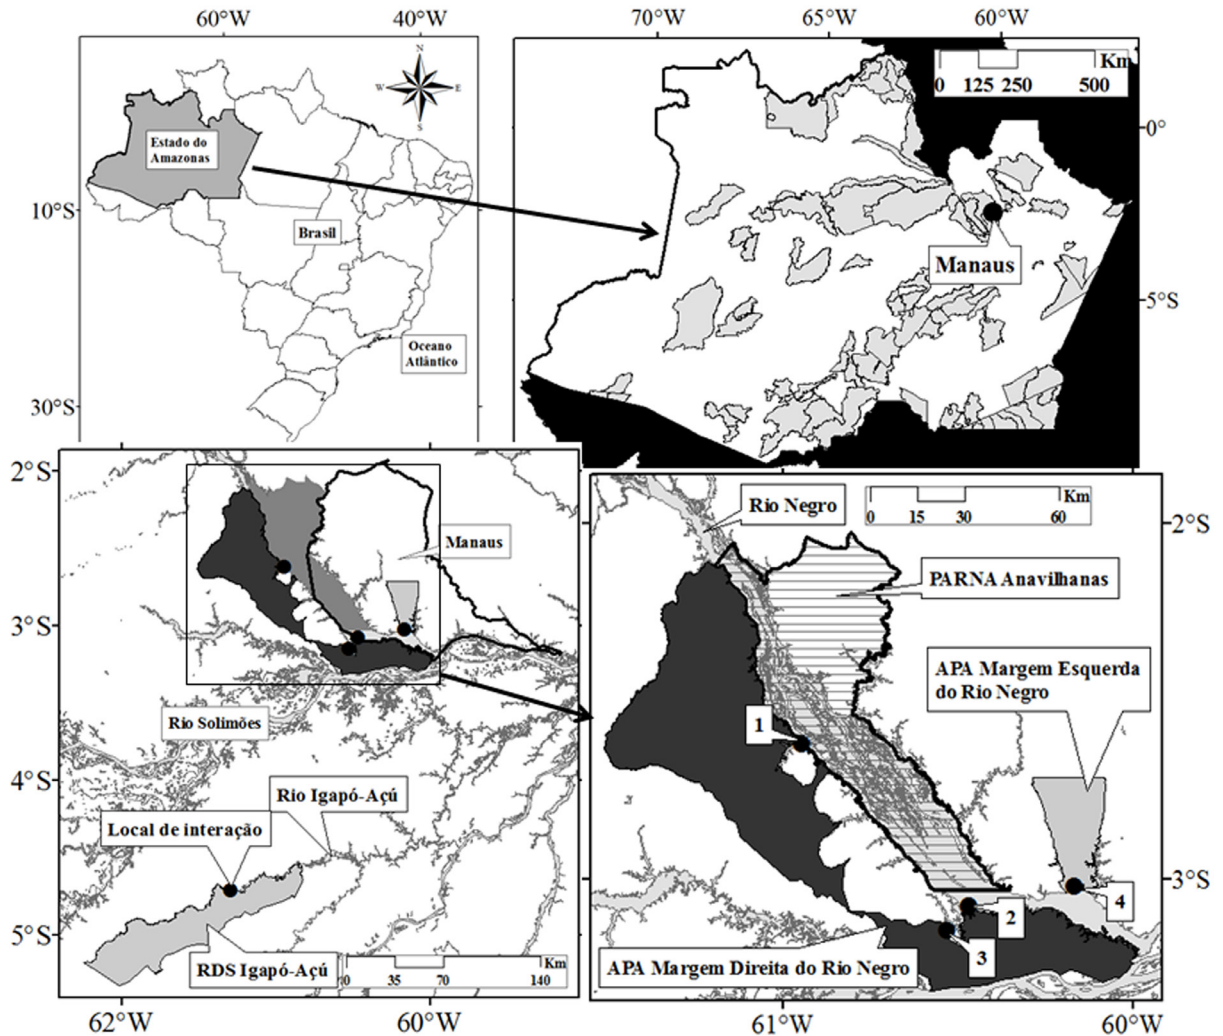 60°W
40°W
N
W
E
S
Estado do
Amazonas
10°S
Brasil
Oceano
Atlântico
30°S
70°W
65°W
60°W
Km
0
125
250
500
0°
Manaus
5°S
2°S
Manaus
3°S
Rio Solimões
4°S
Rio Igapó-Açú
Local de interação
5°S
RDS Igapó-Açú
Km
0
35
70
140
62°W
60°W
Rio Negro
Km
0
15
30
60
2°S
PARNA Anavilhanas
APA Margem Esquerda
do Rio Negro
1
3°S
4
2
3
APA Margem Direita do Rio Negro
61°W
60°W